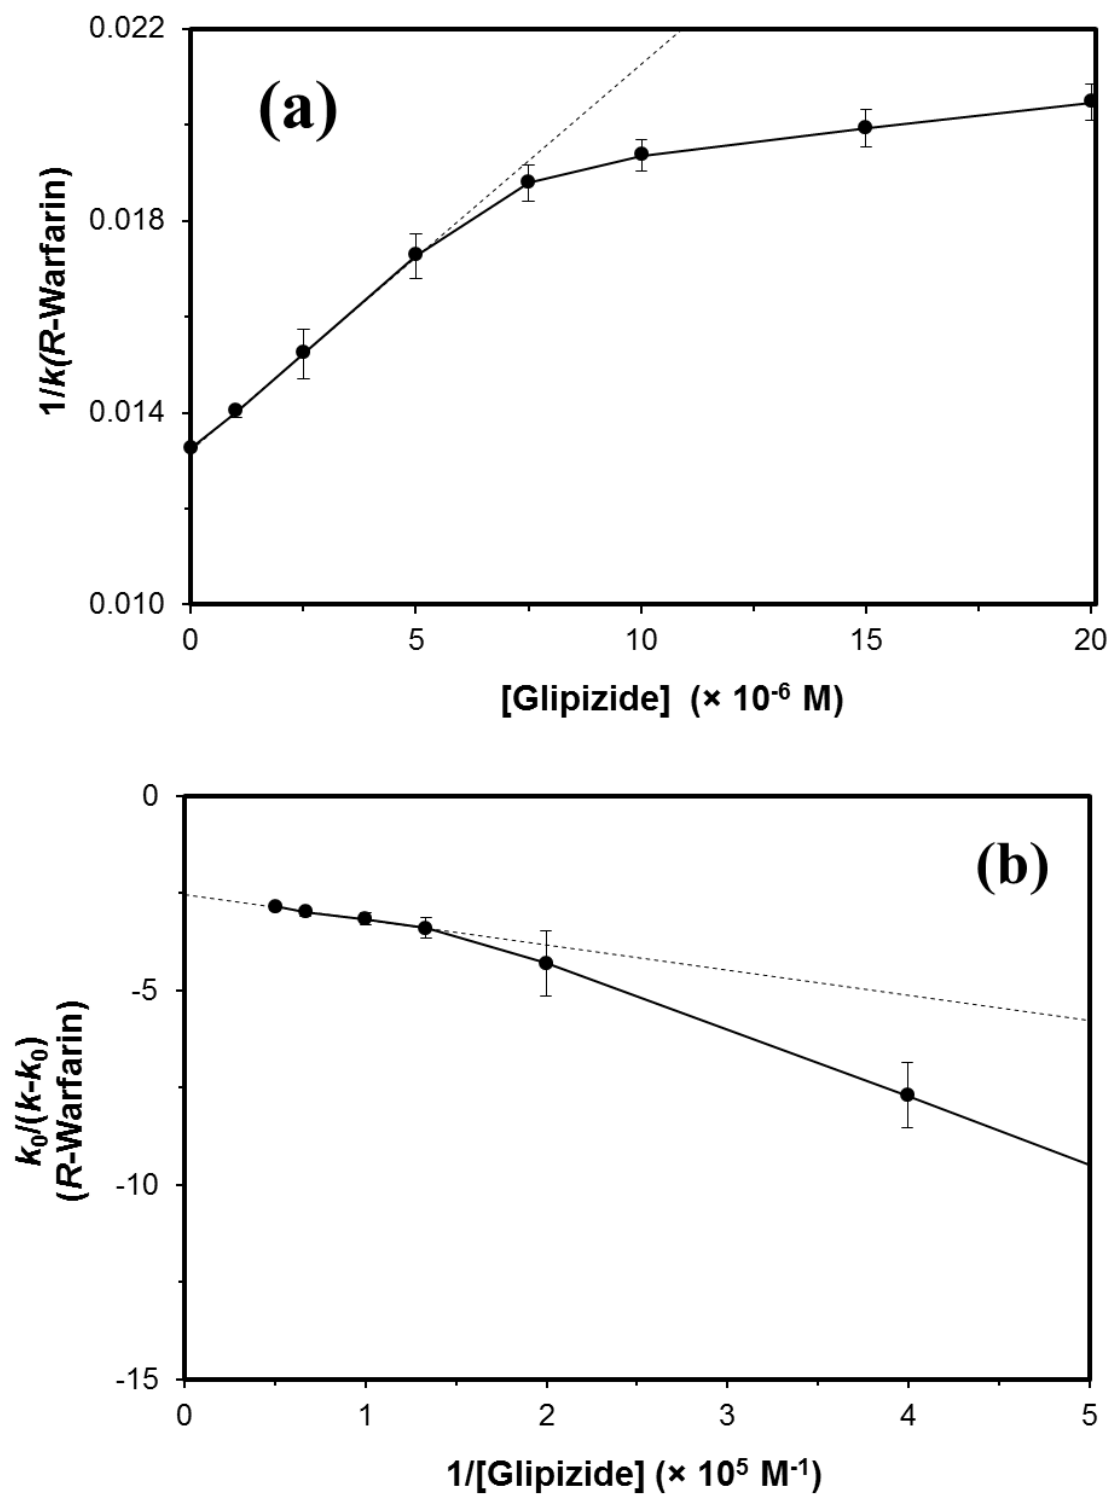 (a)
1/k(R-Warfarin)
0.022
0.018
0.014
0.010
0 5 10 15 20
[Glipizide] (× 10⁻⁶ M)
(b)
k₀/(k-k₀)
(R-Warfarin)
0
-5
-10
-15
0 1 2 3 4 5
1/[Glipizide] (× 10⁵ M⁻¹)